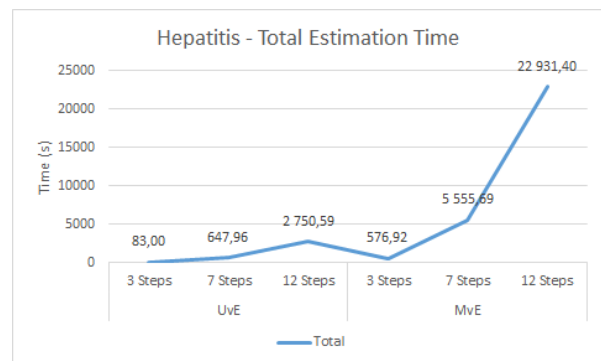 Hepatitis - Total Estimation Time
22 931,40
25000
20000
15000
Time (s)
10000
5 555,69
5000
2 750,59
83,00
647,96
576,92
0
3 Steps 7 Steps 12 Steps 3 Steps 7 Steps 12 Steps
UvE MvE
Total